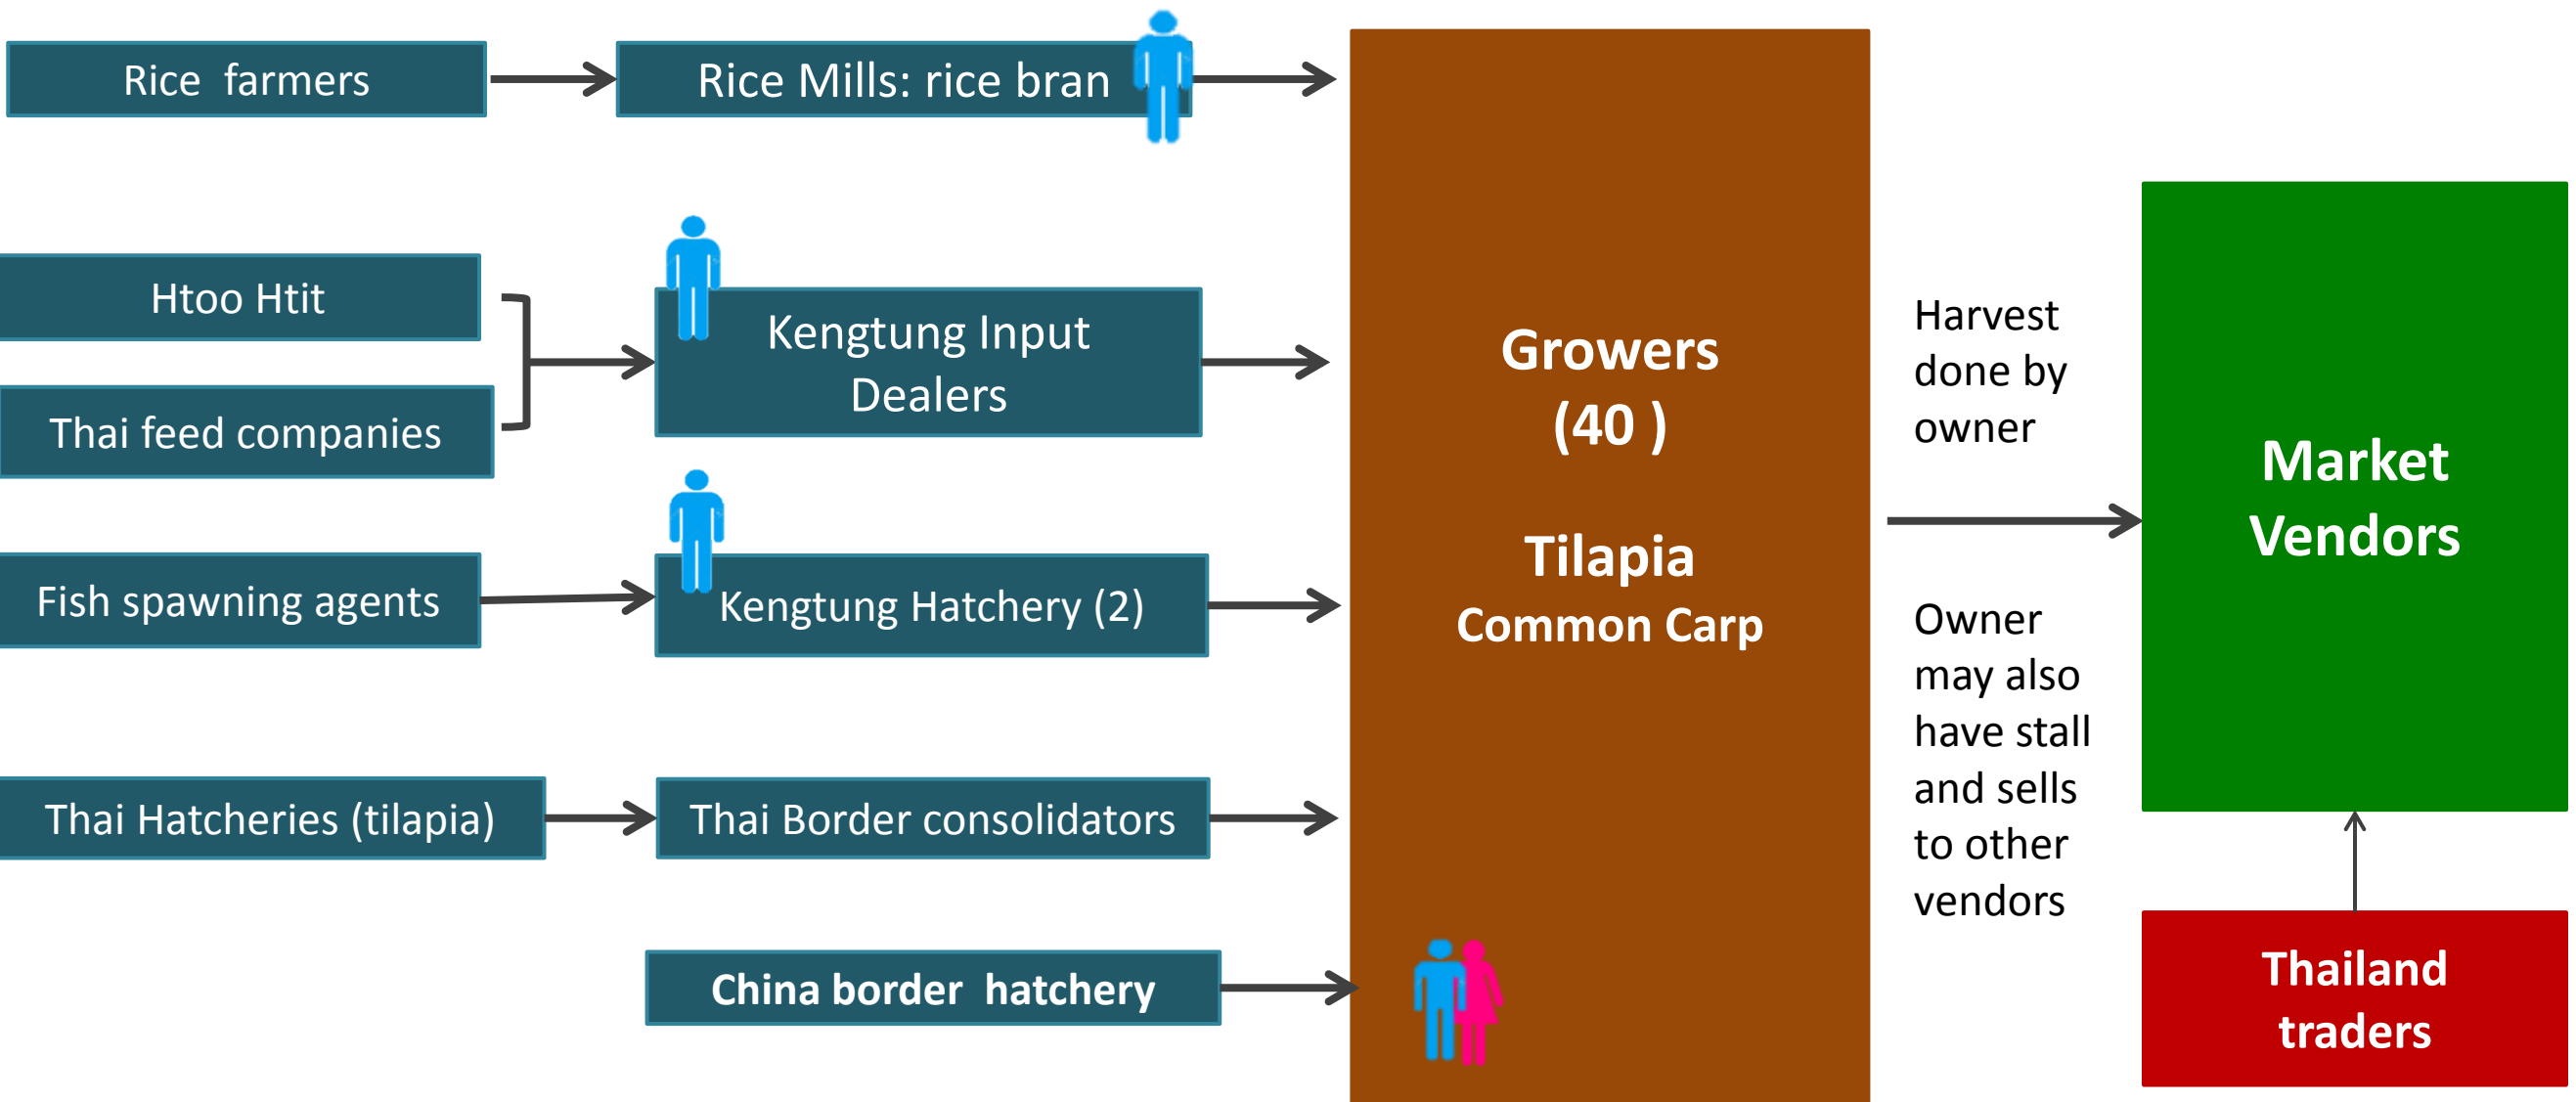 Rice farmers
Rice Mills: rice bran
Htoo Htit
Thai feed companies
Kengtung Input
Dealers
Fish spawning agents
Kengtung Hatchery (2)
Thai Hatcheries (tilapia)
Thai Border consolidators
China border hatchery
Growers
(40 )
Tilapia
Common Carp
Harvest
done by
owner
Owner
may also
have stall
and sells
to other
vendors
Market
Vendors
Thailand
traders